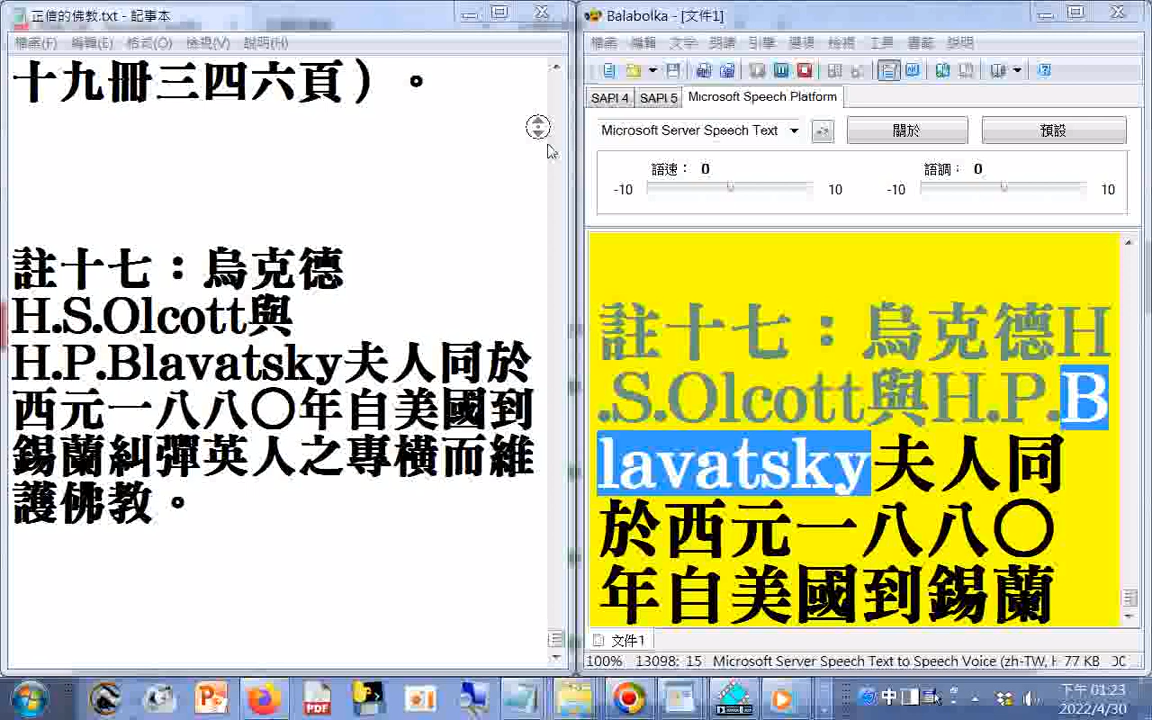 正信的佛教.txt - 記事本
檔案(F) 編輯(E) 格式(O) 檢視(V) 說明(H)
十九冊三四六頁）。
註十七：烏克德
H.S.Olcott與
H.P.Blavatsky夫人同於
西元一八八〇年自美國到
錫蘭糾彈英人之專橫而維
護佛教。
Balabolka - [文件1]
檔案 編輯 文字 朗讀 引擎 選項 檢視 工具 書籤 說明
SAPI 4 SAPI 5 Microsoft Speech Platform
Microsoft Server Speech Text 關於 預設
語速： 0 語調： 0
-10 10 -10 10
註十七：烏克德H
.S.Olcott與H.P.B
lavatsky夫人同
於西元一八八〇
年自美國到錫蘭
文件1
100% 13098: 15 Microsoft Server Speech Text to Speech Voice (zh-TW, H 77 KB
中
下午 01:23
2022/4/30